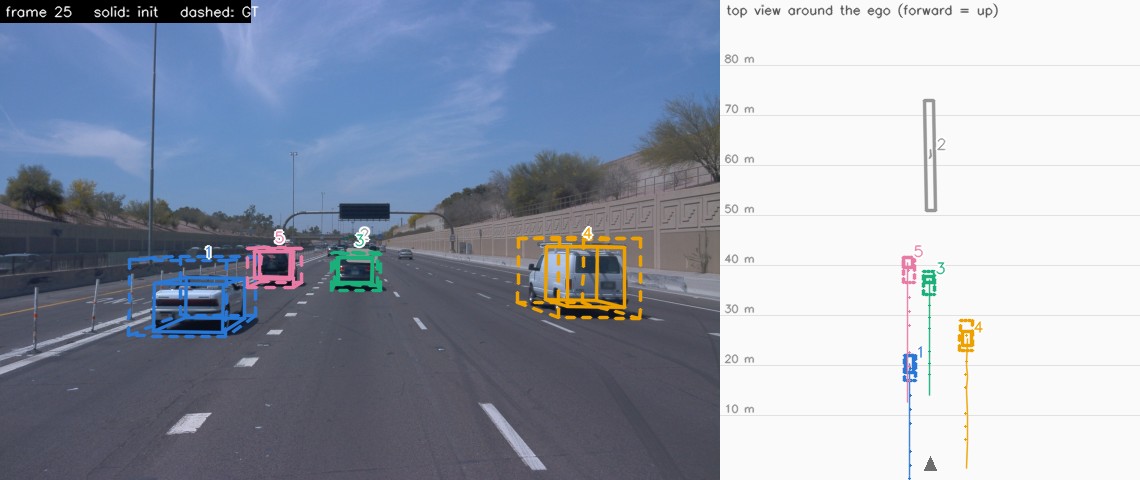 frame 25 solid: init dashed: GT
top view around the ego (forward = up)
80 m
70 m
60 m
50 m
40 m
30 m
20 m
10 m
2
5
3
4
1
1
5
3
4